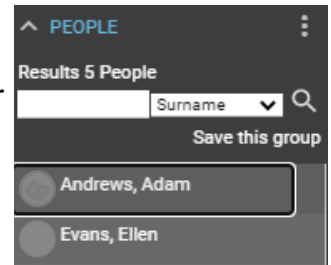 PEOPLE
Results 5 People
Surname
Save this group
Andrews, Adam
Evans, Ellen